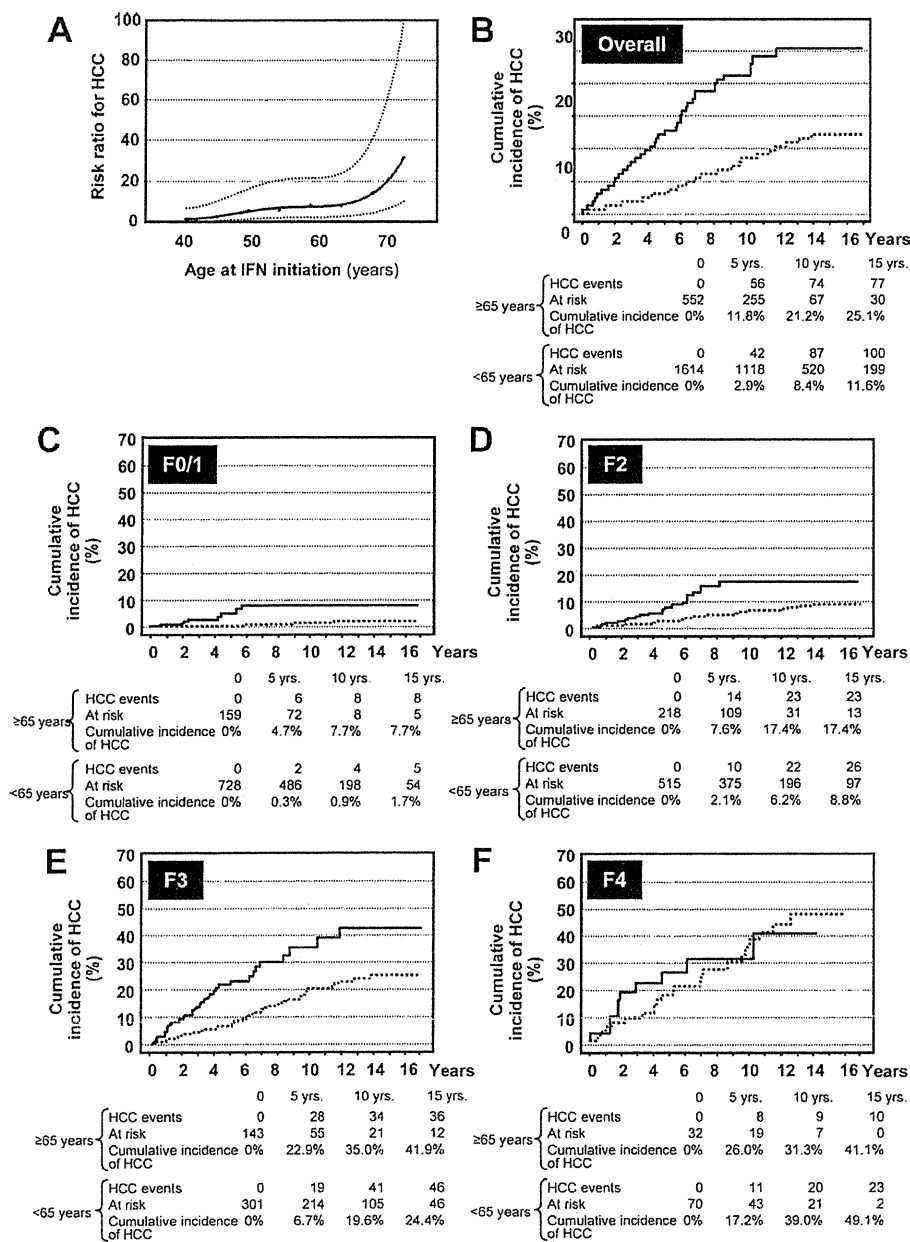 A
Risk ratio for HCC
100
80
60
40
20
0
40 50 60 70
Age at IFN initiation (years)
B
Overall
Cumulative incidence of HCC (%)
30
20
10
0
0 2 4 6 8 10 12 14 16 Years
0 5 yrs. 10 yrs. 15 yrs.
≥65 years
HCC events 0 56 74 77
At risk 552 255 67 30
Cumulative incidence 0% 11.8% 21.2% 25.1%
of HCC
<65 years
HCC events 0 42 87 100
At risk 1614 1118 520 199
Cumulative incidence 0% 2.9% 8.4% 11.6%
of HCC
C
F0/1
Cumulative incidence of HCC (%)
70
60
50
40
30
20
10
0
0 2 4 6 8 10 12 14 16 Years
0 5 yrs. 10 yrs. 15 yrs.
≥65 years
HCC events 0 6 8 8
At risk 159 72 8 5
Cumulative incidence 0% 4.7% 7.7% 7.7%
of HCC
<65 years
HCC events 0 2 4 5
At risk 728 486 198 54
Cumulative incidence 0% 0.3% 0.9% 1.7%
of HCC
D
F2
Cumulative incidence of HCC (%)
70
60
50
40
30
20
10
0
0 2 4 6 8 10 12 14 16 Years
0 5 yrs. 10 yrs. 15 yrs.
≥65 years
HCC events 0 14 23 23
At risk 218 109 31 13
Cumulative incidence 0% 7.6% 17.4% 17.4%
of HCC
<65 years
HCC events 0 10 22 26
At risk 515 375 196 97
Cumulative incidence 0% 2.1% 6.2% 8.8%
of HCC
E
F3
Cumulative incidence of HCC (%)
70
60
50
40
30
20
10
0
0 2 4 6 8 10 12 14 16 Years
0 5 yrs. 10 yrs. 15 yrs.
≥65 years
HCC events 0 28 34 36
At risk 143 55 21 12
Cumulative incidence 0% 22.9% 35.0% 41.9%
of HCC
<65 years
HCC events 0 19 41 46
At risk 301 214 105 46
Cumulative incidence 0% 6.7% 19.6% 24.4%
of HCC
F
F4
Cumulative incidence of HCC (%)
70
60
50
40
30
20
10
0
0 2 4 6 8 10 12 14 16 Years
0 5 yrs. 10 yrs. 15 yrs.
≥65 years
HCC events 0 8 9 10
At risk 32 19 7 0
Cumulative incidence 0% 26.0% 31.3% 41.1%
of HCC
<65 years
HCC events 0 11 20 23
At risk 70 43 21 2
Cumulative incidence 0% 17.2% 39.0% 49.1%
of HCC